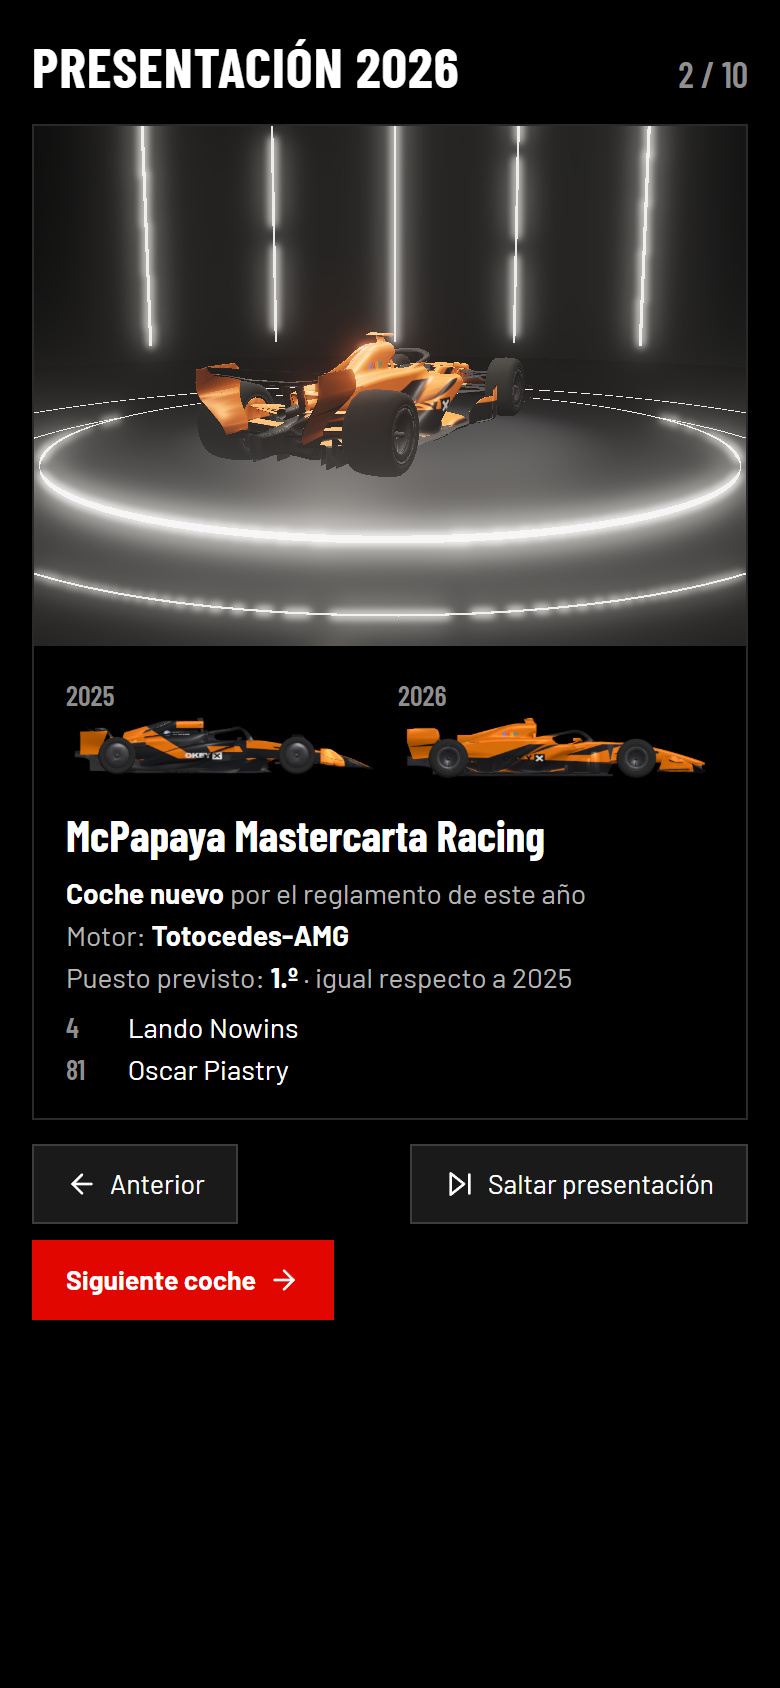 PRESENTACIÓN 2026
2 / 10
2025
2026
OKEY X
X
McPapaya Mastercarta Racing
Coche nuevo por el reglamento de este año
Motor: Totocedes-AMG
Puesto previsto: 1.º · igual respecto a 2025
4 Lando Nowins
81 Oscar Piastry
Anterior
Saltar presentación
Siguiente coche